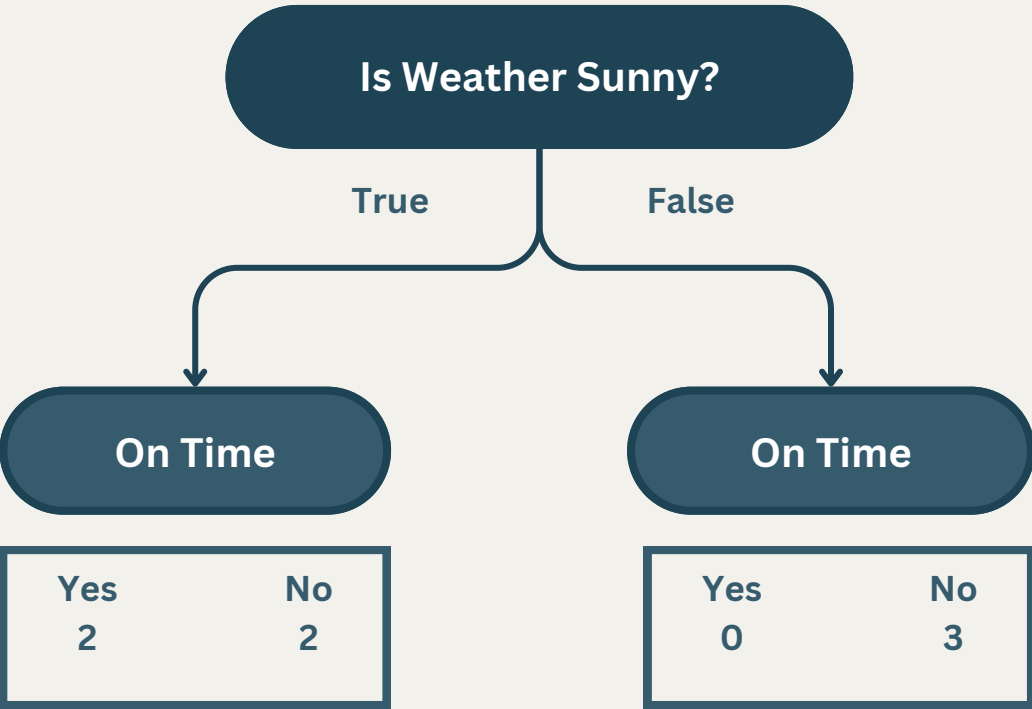 Is Weather Sunny?
True False
On Time On Time
Yes No Yes No
2 2 0 3